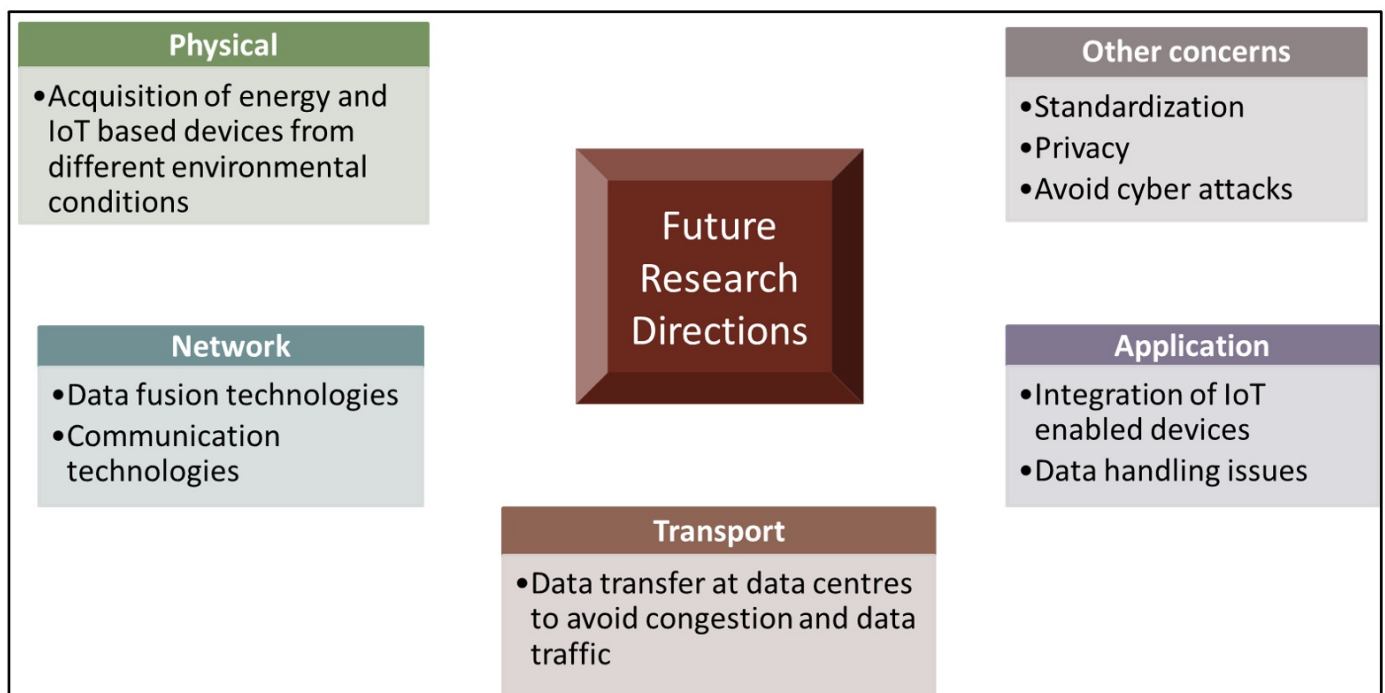 Physical
•Acquisition of energy and
IoT based devices from
different environmental
conditions
Network
•Data fusion technologies
•Communication
technologies
Future
Research
Directions
Transport
•Data transfer at data centres
to avoid congestion and data
traffic
Other concerns
•Standardization
•Privacy
•Avoid cyber attacks
Application
•Integration of IoT
enabled devices
•Data handling issues